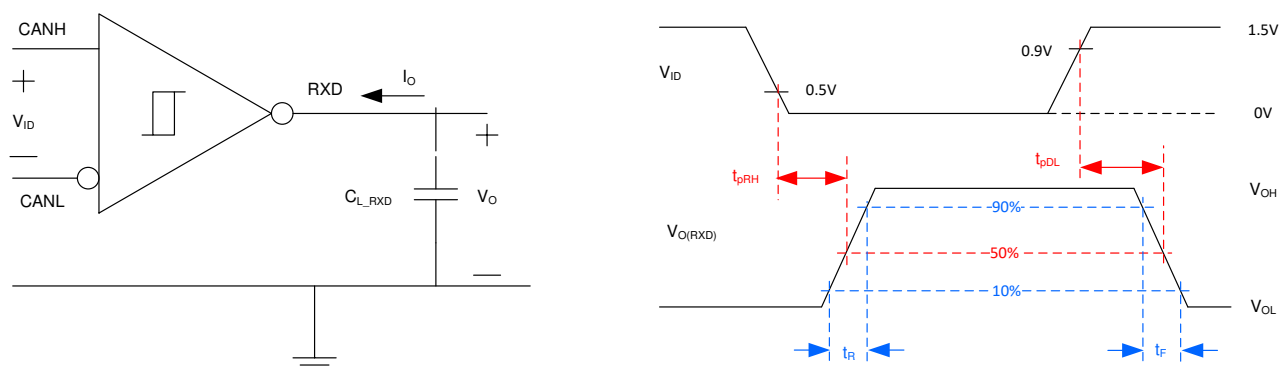 CANH
+
V_ID
—
CANL
RXD
I_O
+
C_L_RXD
V_O
—
V_ID
0.5V
0.9V
1.5V
0V
t_pRH
t_pDL
V_O(RXD)
90%
50%
10%
V_OH
V_OL
t_R
t_F